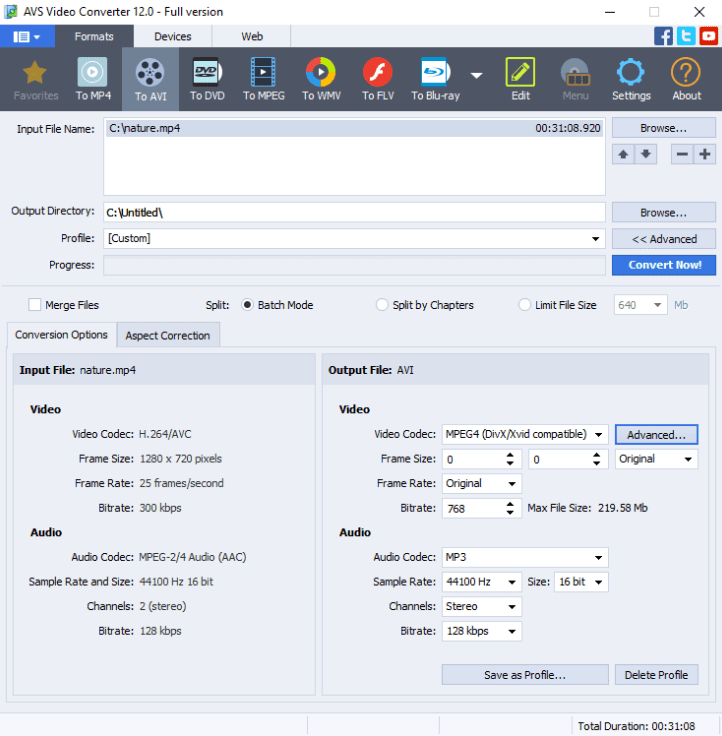 AVS Video Converter 12.0 - Full version
Formats Devices Web
Favorites To MP4 To AVI To DVD To MPEG To WMV To FLV To Blu-ray Edit Menu Settings About
Input File Name: C:\nature.mp4 00:31:08.920 Browse...
Output Directory: C:\Untitled\ Browse...
Profile: [Custom] << Advanced
Progress: Convert Now!
Merge Files Split: Batch Mode Split by Chapters Limit File Size 640 Mb
Conversion Options Aspect Correction
Input File: nature.mp4
Video
Video Codec: H.264/AVC
Frame Size: 1280 x 720 pixels
Frame Rate: 25 frames/second
Bitrate: 300 kbps
Audio
Audio Codec: MPEG-2/4 Audio (AAC)
Sample Rate and Size: 44100 Hz 16 bit
Channels: 2 (stereo)
Bitrate: 128 kbps
Output File: AVI
Video
Video Codec: MPEG4 (DivX/Xvid compatible) Advanced...
Frame Size: 0 0 Original
Frame Rate: Original
Bitrate: 768 Max File Size: 219.58 Mb
Audio
Audio Codec: MP3
Sample Rate: 44100 Hz Size: 16 bit
Channels: Stereo
Bitrate: 128 kbps
Save as Profile... Delete Profile
Total Duration: 00:31:08